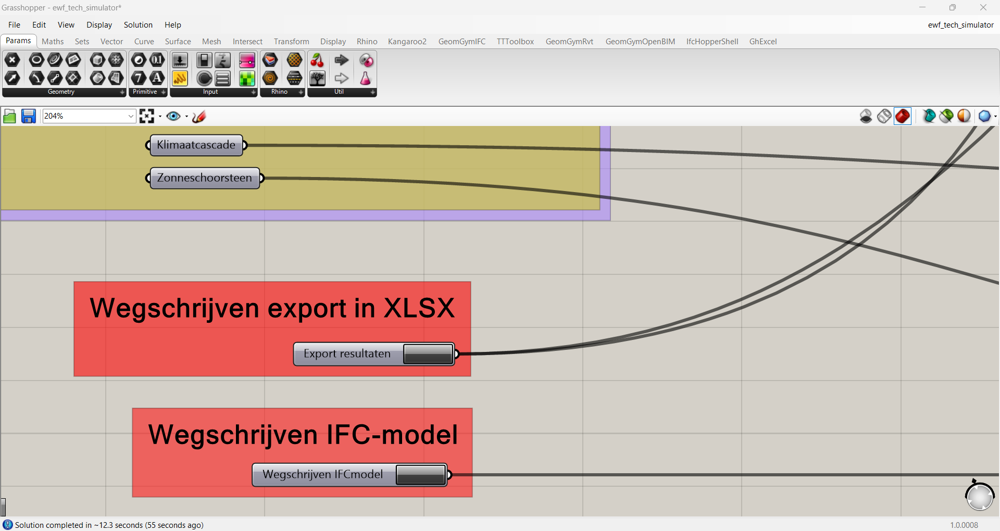 Grasshopper - ewf_tech_simulator*
File Edit View Display Solution Help ewf_tech_simulator
Params Maths Sets Vector Curve Surface Mesh Intersect Transform Display Rhino Kangaroo2 GeomGymIFC TTToolbox GeomGymRvt GeomGymOpenBIM IfcHopperShell GhExcel
Geometry Primitive Input Rhino Util
204%
Klimaatcascade
Zonneschoorsteen
Wegschrijven export in XLSX
Export resultaten
Wegschrijven IFC-model
Wegschrijven IFCmodel
Solution completed in ~12.3 seconds (55 seconds ago) 1.0.0008